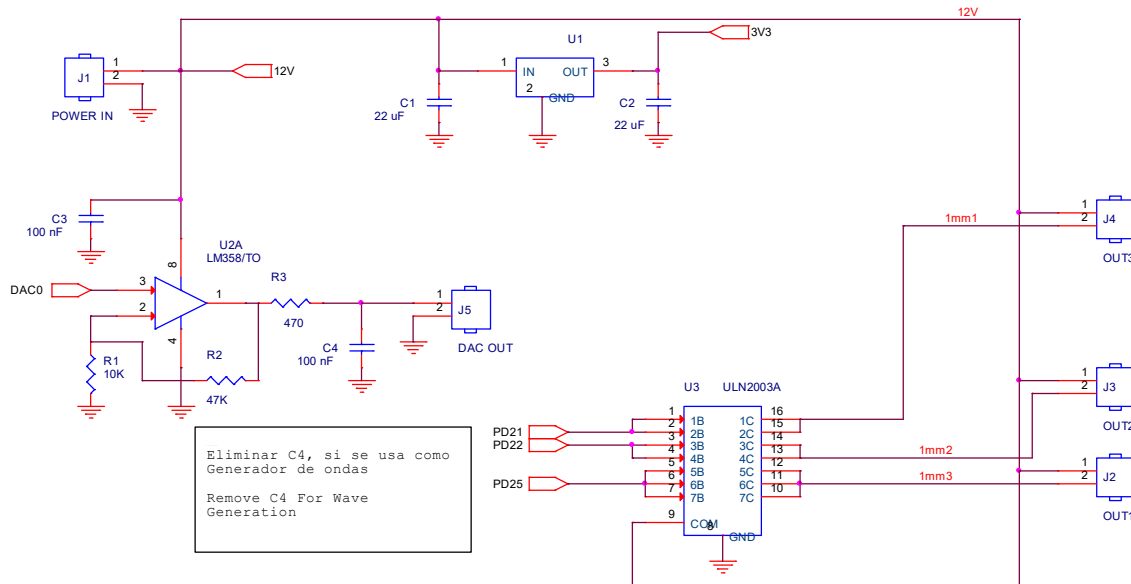 12V
U1
3V3
J1
1
2
12V
1
IN
OUT
3
2
GND
POWER IN
C1
22 uF
C2
22 uF
C3
100 nF
U2A
LM358/TO
8
1mm1
1
2
J4
OUT3
DAC0
3
2
1
4
R3
470
1
2
J5
DAC OUT
C4
100 nF
R1
10K
R2
47K
U3
ULN2003A
1
2
J3
OUT2
PD21
PD22
PD25
1
2
3
4
5
6
7
1B
2B
3B
4B
5B
6B
7B
1C
2C
3C
4C
5C
6C
7C
16
15
14
13
12
11
10
9
COM
8
GND
1mm2
1mm3
1
2
J2
OUT1
Eliminar C4, si se usa como
Generador de ondas
Remove C4 For Wave
Generation